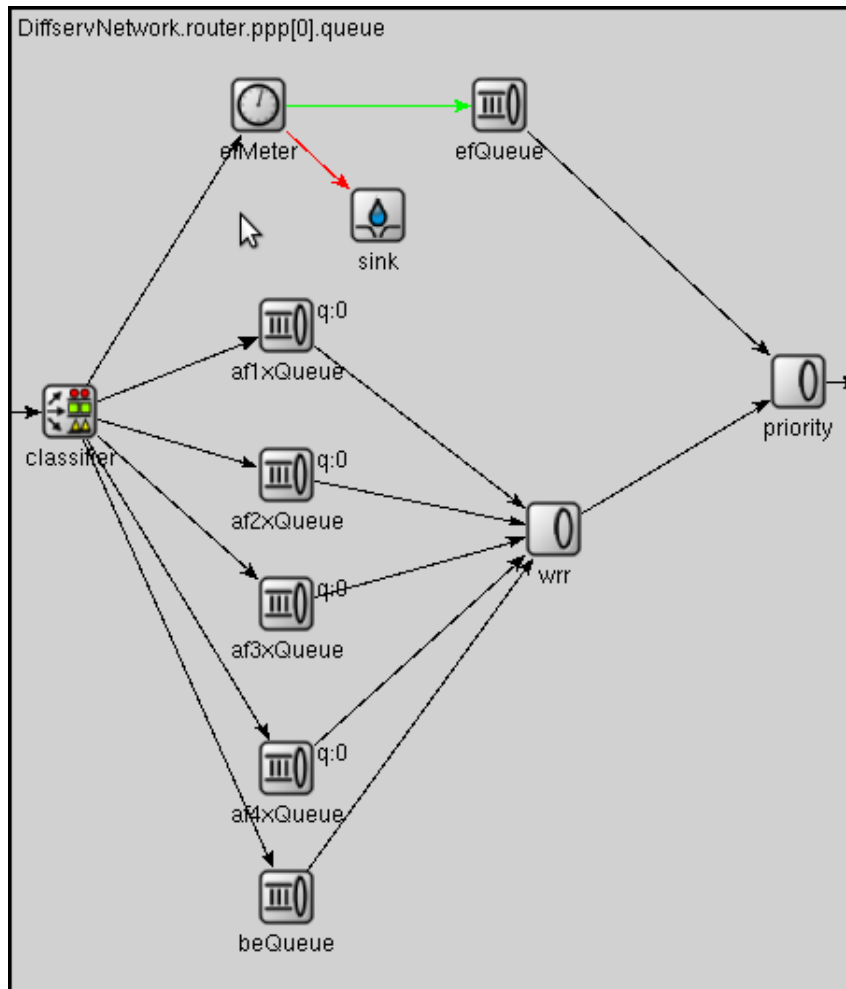 DiffservNetwork.router.ppp[0].queue
efMeter
efQueue
sink
q:0
af1xQueue
priority
classifier
q:0
af2xQueue
wrr
q:0
af3xQueue
q:0
af4xQueue
beQueue